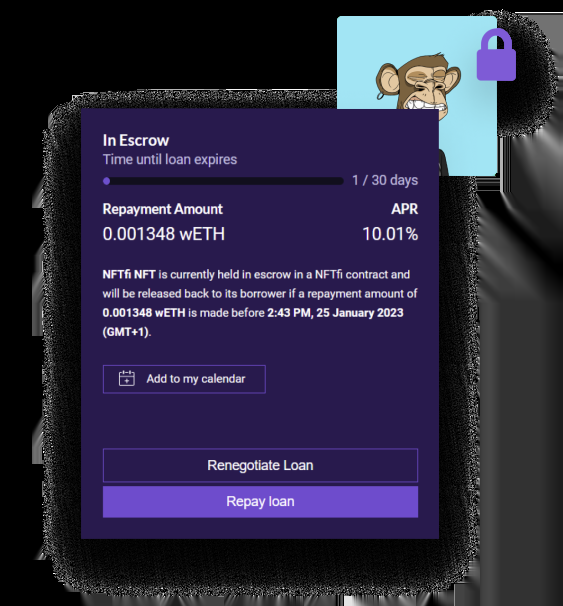 In Escrow
Time until loan expires
1 / 30 days
Repayment Amount
APR
0.001348 wETH
10.01%
NFTfi NFT is currently held in escrow in a NFTfi contract and
will be released back to its borrower if a repayment amount of
0.001348 wETH is made before 2:43 PM, 25 January 2023
(GMT+1).
Add to my calendar
Renegotiate Loan
Repay loan